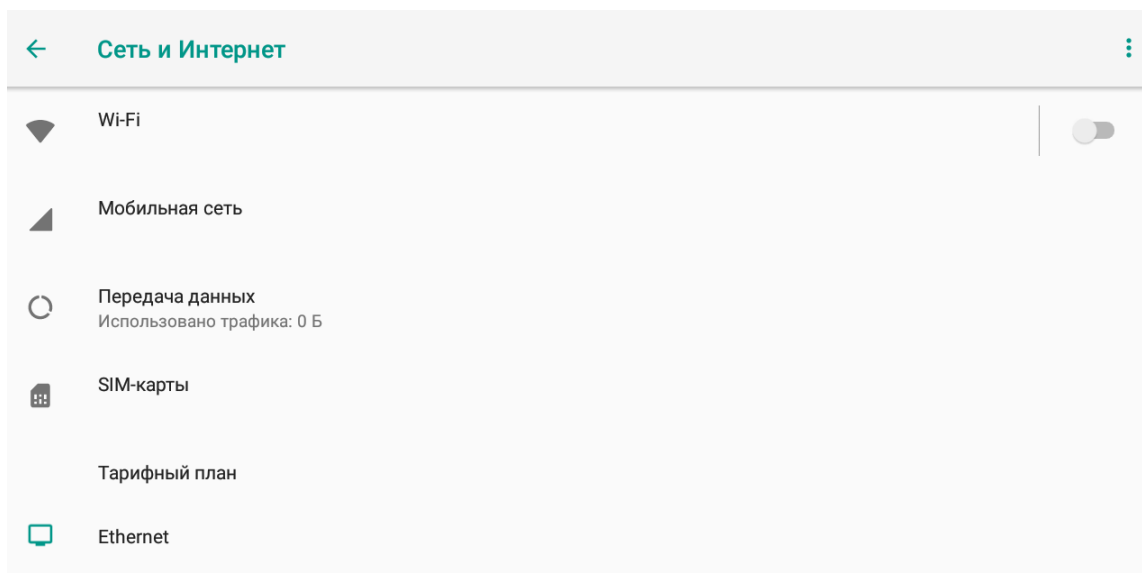 Сеть и Интернет
Wi-Fi
Мобильная сеть
Передача данных
Использовано трафика: 0 Б
SIM-карты
Тарифный план
Ethernet